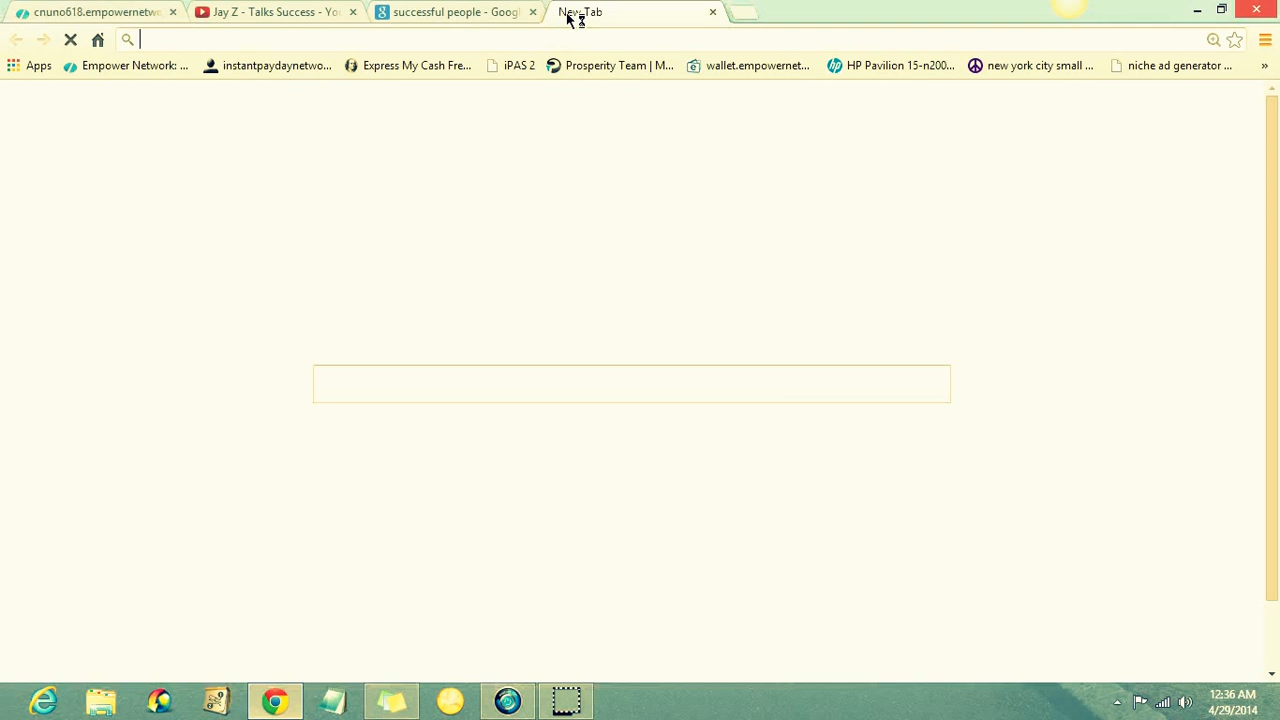 cnuno618.empowernetwo
Jay Z - Talks Success - Yo
successful people - Googl
New Tab
Apps
Empower Network: ...
instantpaydaynetwo...
Express My Cash Fre...
iPAS 2
Prosperity Team | M...
wallet.empowernet...
HP Pavilion 15-n200...
new york city small ...
niche ad generator ...
»
12:36 AM
4/29/2014